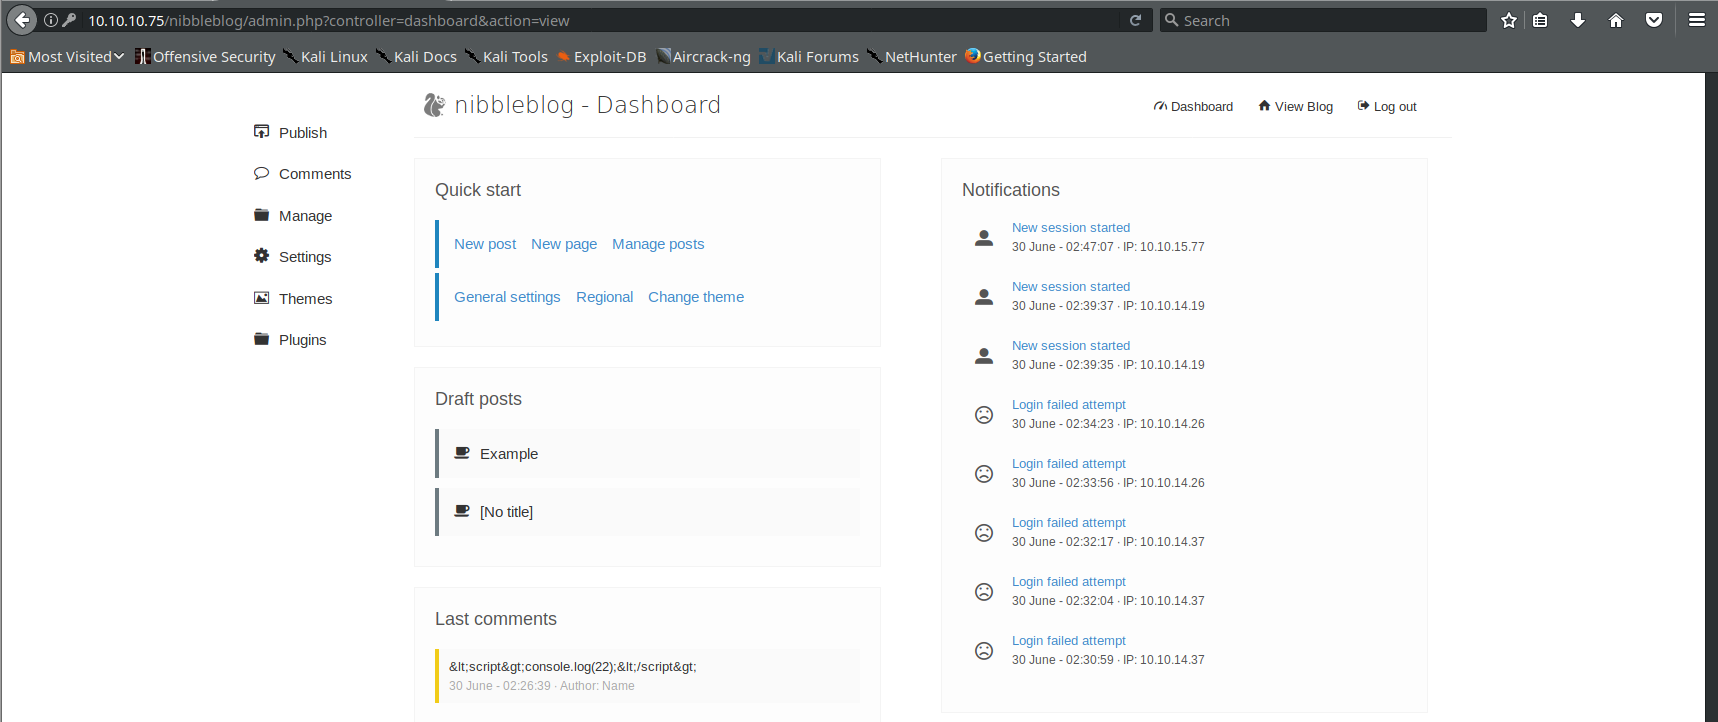 10.10.10.75/nibbleblog/admin.php?controller=dashboard&action=view
Search
Most Visited Offensive Security Kali Linux Kali Docs Kali Tools Exploit-DB Aircrack-ng Kali Forums NetHunter Getting Started
nibbleblog - Dashboard
Dashboard View Blog Log out
Publish
Comments
Manage
Settings
Themes
Plugins
Quick start
New post New page Manage posts
General settings Regional Change theme
Draft posts
Example
[No title]
Last comments
&lt;script&gt;console.log(22);&lt;/script&gt;
30 June - 02:26:39 · Author: Name
Notifications
New session started
30 June - 02:47:07 · IP: 10.10.15.77
New session started
30 June - 02:39:37 · IP: 10.10.14.19
New session started
30 June - 02:39:35 · IP: 10.10.14.19
Login failed attempt
30 June - 02:34:23 · IP: 10.10.14.26
Login failed attempt
30 June - 02:33:56 · IP: 10.10.14.26
Login failed attempt
30 June - 02:32:17 · IP: 10.10.14.37
Login failed attempt
30 June - 02:32:04 · IP: 10.10.14.37
Login failed attempt
30 June - 02:30:59 · IP: 10.10.14.37